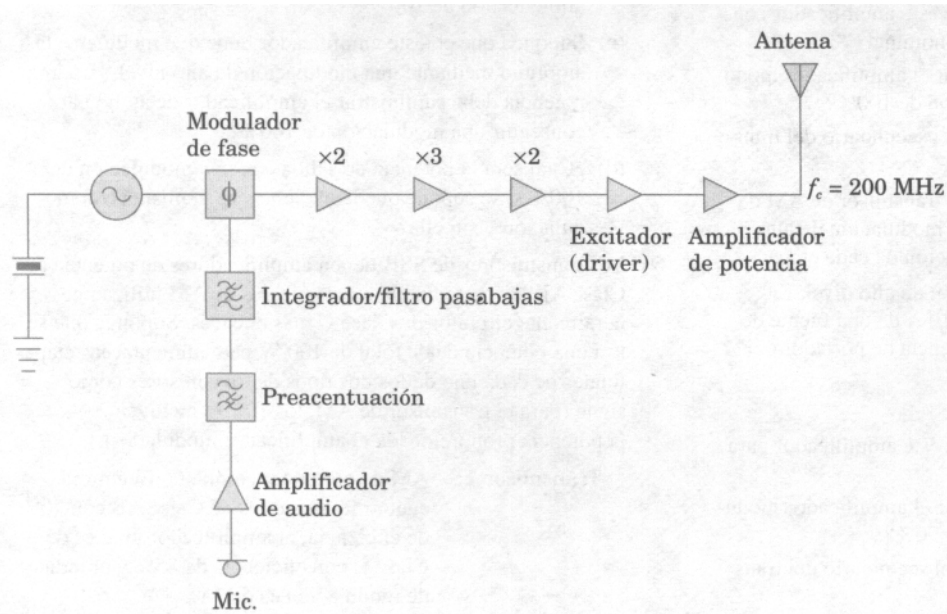 Antena
Modulador
de fase
×2
×3
×2
ϕ
f_c = 200 MHz
Excitador
(driver)
Amplificador
de potencia
Integrador/filtro pasabajas
Preacentuación
Amplificador
de audio
Mic.